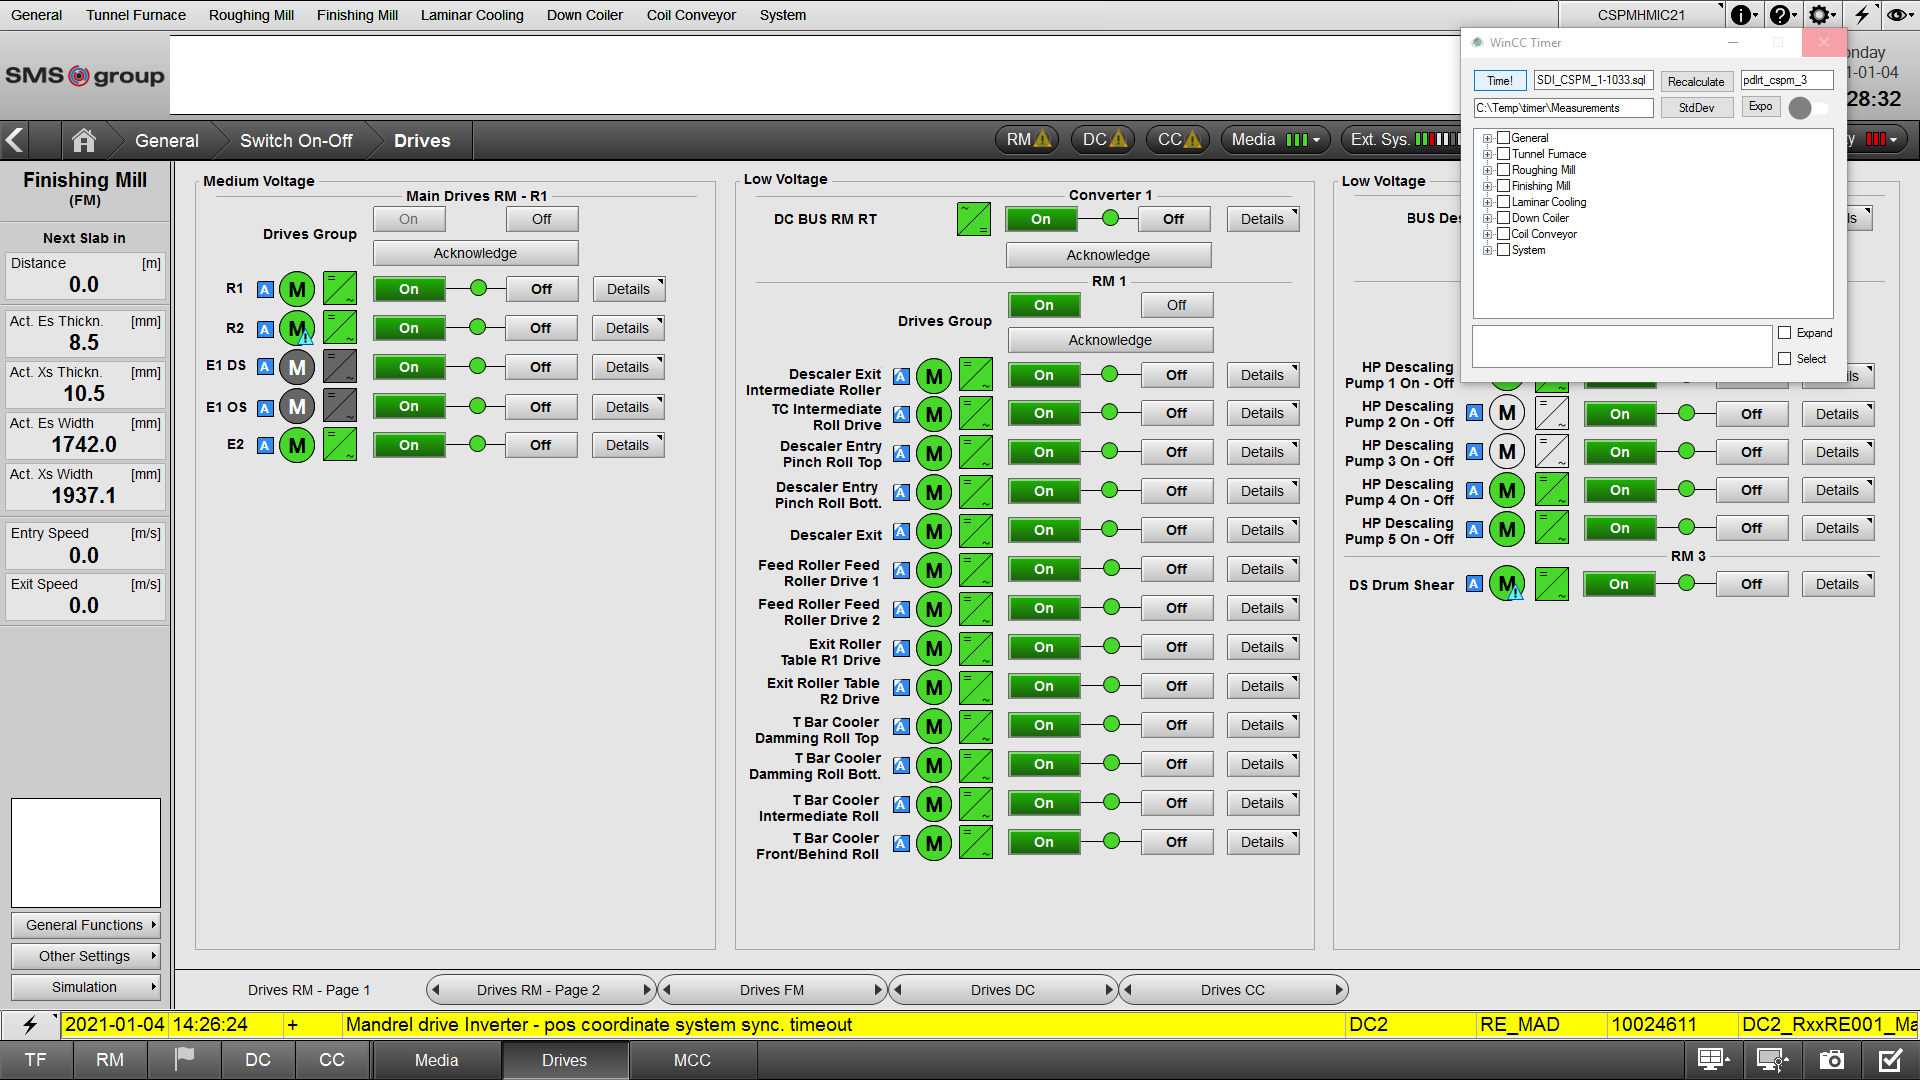 General Tunnel Furnace Roughing Mill Finishing Mill Laminar Cooling Down Coiler Coil Conveyor System CSPMHMIC21
SMS group
WinCC Timer
Time! SDI_CSPM_1-1033.sql Recalculate pdlrt_cspm_3
C:\Temp\timer\Measurements StdDev Expo
General
Tunnel Furnace
Roughing Mill
Finishing Mill
Laminar Cooling
Down Coiler
Coil Conveyor
System
Expand
Select
nday
1-01-04
28:32
General Switch On-Off Drives RM DC CC Media Ext. Sys. y
Finishing Mill
(FM)
Next Slab in
Distance [m]
0.0
Act. Es Thickn. [mm]
8.5
Act. Xs Thickn. [mm]
10.5
Act. Es Width [mm]
1742.0
Act. Xs Width [mm]
1937.1
Entry Speed [m/s]
0.0
Exit Speed [m/s]
0.0
General Functions
Other Settings
Simulation
Medium Voltage
Main Drives RM - R1
Drives Group On Off
Acknowledge
R1 A M On Off Details
R2 A M On Off Details
E1 DS A M On Off Details
E1 OS A M On Off Details
E2 A M On Off Details
Low Voltage
Converter 1
DC BUS RM RT On Off Details
Acknowledge
RM 1
Drives Group On Off
Acknowledge
Descaler Exit
Intermediate Roller A M On Off Details
TC Intermediate
Roll Drive A M On Off Details
Descaler Entry
Pinch Roll Top A M On Off Details
Descaler Entry
Pinch Roll Bott. A M On Off Details
Descaler Exit A M On Off Details
Feed Roller Feed
Roller Drive 1 A M On Off Details
Feed Roller Feed
Roller Drive 2 A M On Off Details
Exit Roller
Table R1 Drive A M On Off Details
Exit Roller Table
R2 Drive A M On Off Details
T Bar Cooler
Damming Roll Top A M On Off Details
T Bar Cooler
Damming Roll Bott. A M On Off Details
T Bar Cooler
Intermediate Roll A M On Off Details
T Bar Cooler
Front/Behind Roll A M On Off Details
Low Voltage
BUS Des ls
HP Descaling
Pump 1 On - Off ls
HP Descaling
Pump 2 On - Off A M On Off Details
HP Descaling
Pump 3 On - Off A M On Off Details
HP Descaling
Pump 4 On - Off A M On Off Details
HP Descaling
Pump 5 On - Off A M On Off Details
RM 3
DS Drum Shear A M On Off Details
Drives RM - Page 1 Drives RM - Page 2 Drives FM Drives DC Drives CC
2021-01-04 14:26:24 + Mandrel drive Inverter - pos coordinate system sync. timeout DC2 RE_MAD 10024611 DC2_RxxRE001_Ma
TF RM DC CC Media Drives MCC